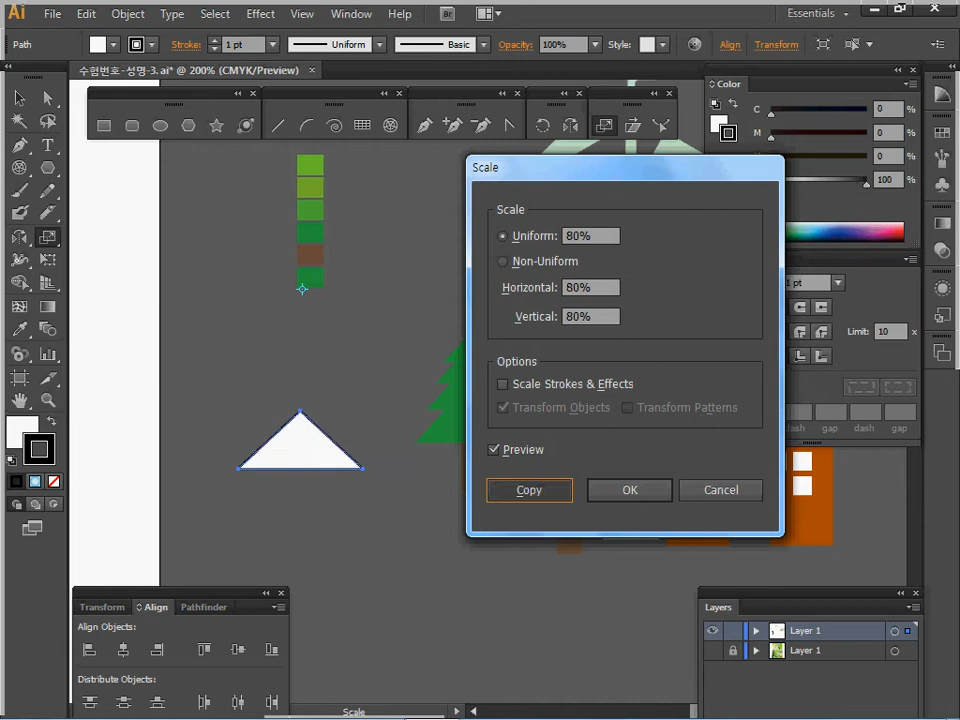 Ai File Edit Object Type Select Effect View Window Help Br Essentials
Path Stroke: 1 pt Uniform Basic Opacity: 100% Style: Align Transform
수험번호-성명-3.ai* @ 200% (CMYK/Preview) ×
Color
C 0 %
M 0 %
0 %
100 %
Scale
Scale
Uniform: 80%
Non-Uniform
Horizontal: 80%
Vertical: 80%
Options
Scale Strokes & Effects
Transform Objects Transform Patterns
Preview
Copy OK Cancel
1 pt
Limit: 10 x
dash gap dash gap
Transform Align Pathfinder
Align Objects:
Distribute Objects:
Layers
Layer 1
Layer 1
Scale